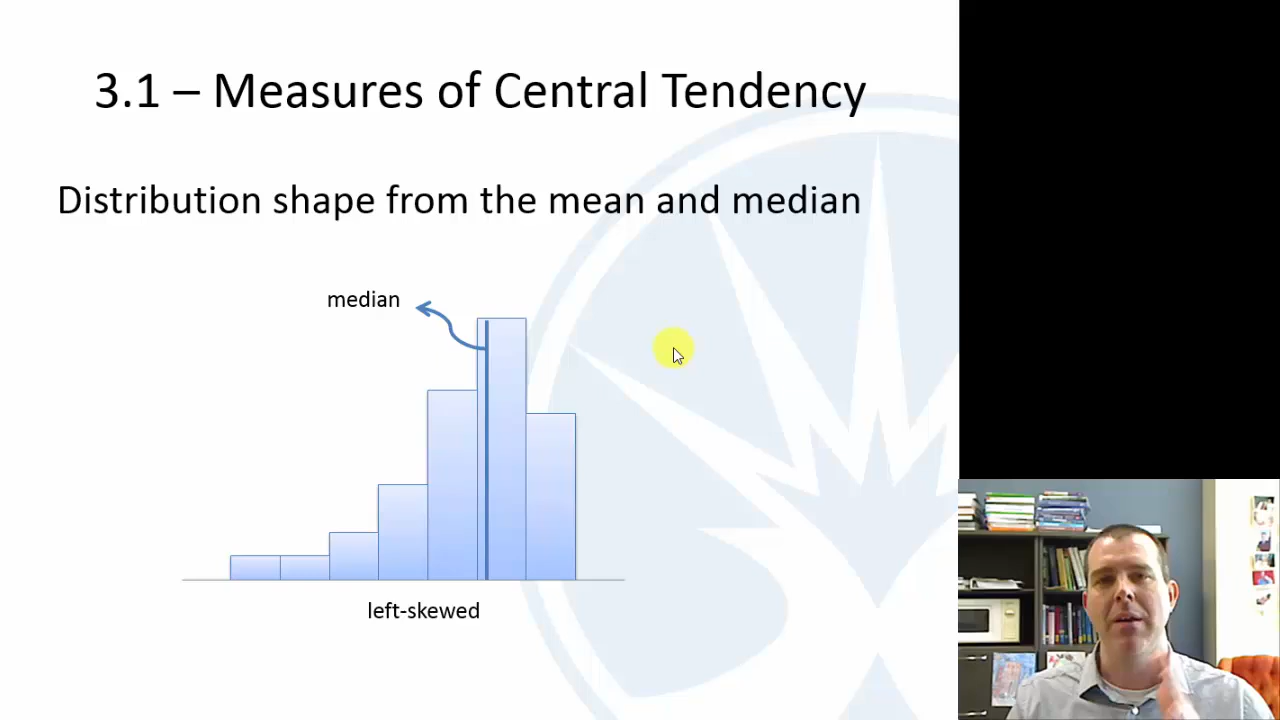 3.1 – Measures of Central Tendency
Distribution shape from the mean and median
median
left-skewed